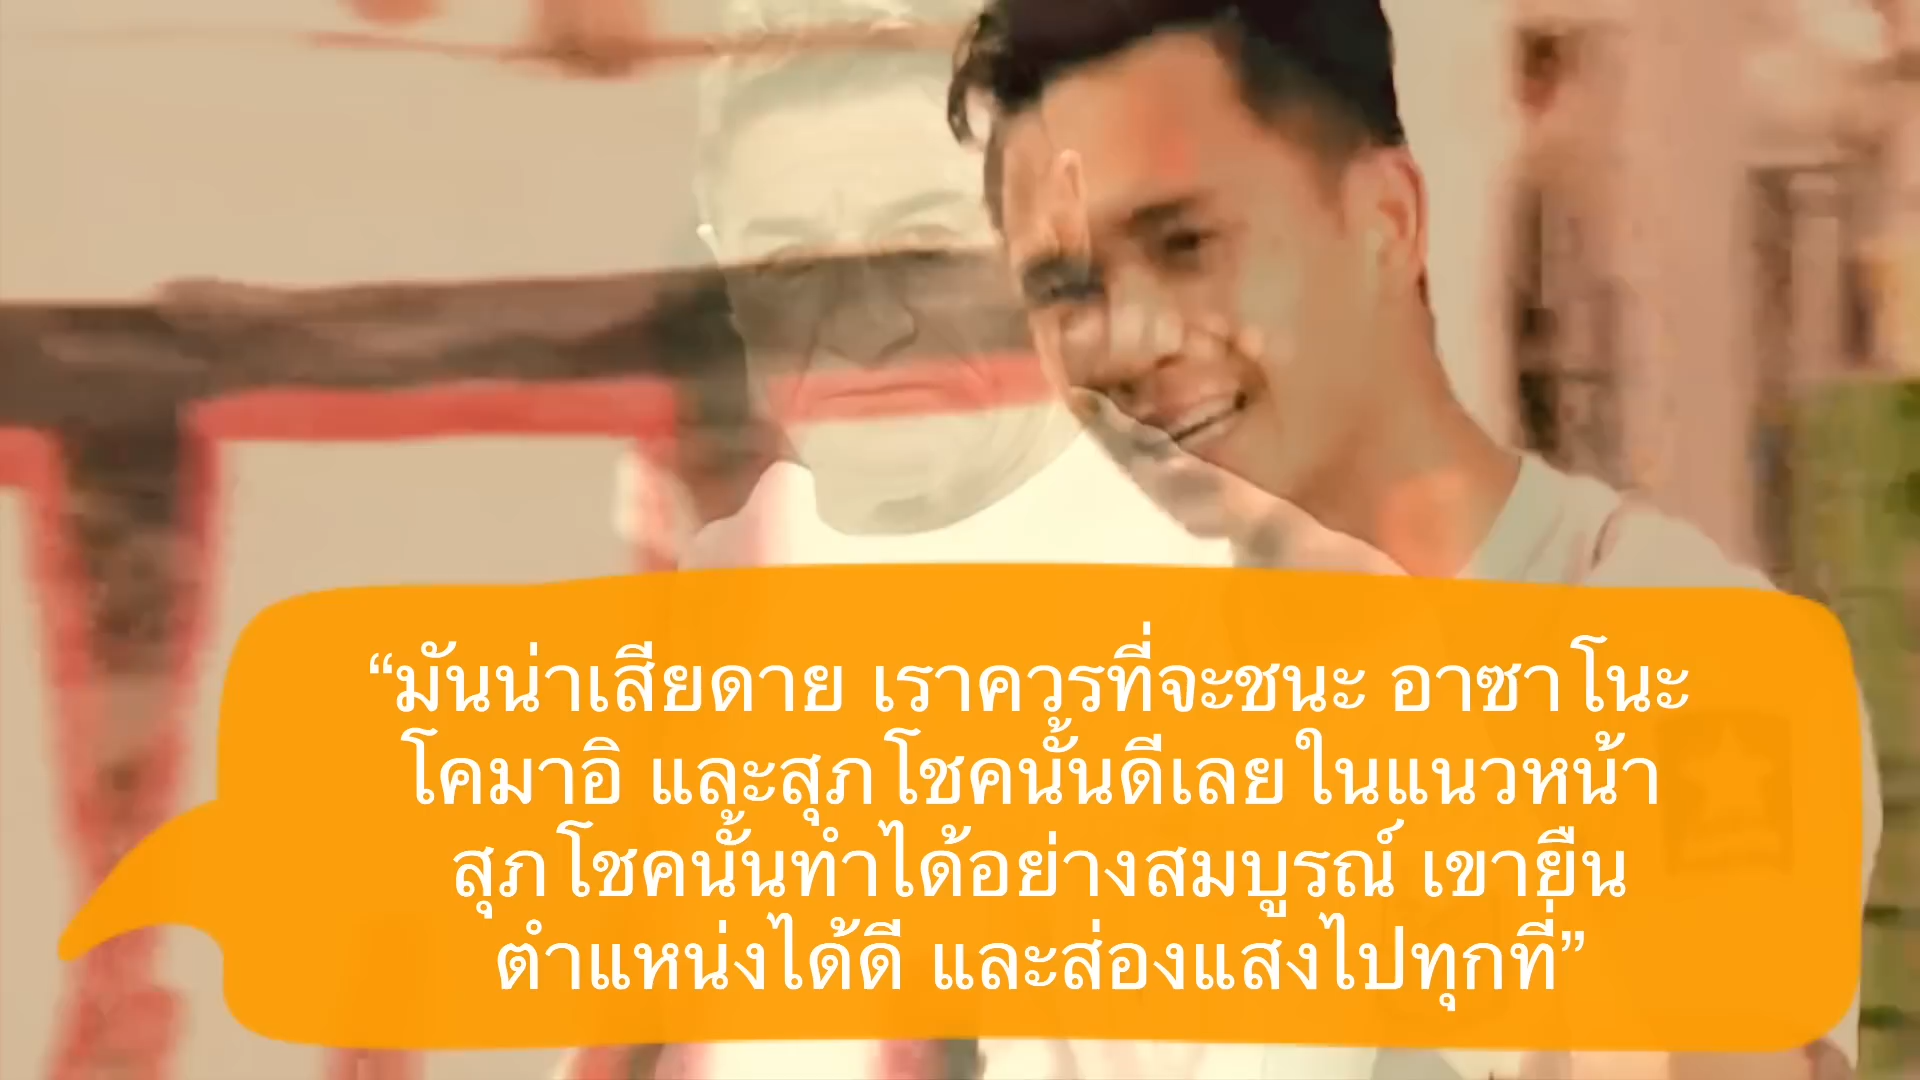 “มันน่าเสียดาย เราควรที่จะชนะ อาซาโนะ
โคมาอิ และสุภโชคนั้นดีเลย ในแนวหน้า
สุภโชคนั้นทำได้อย่างสมบูรณ์ เขายืน
ตำแหน่งได้ดี และส่องแสงไปทุกที่”